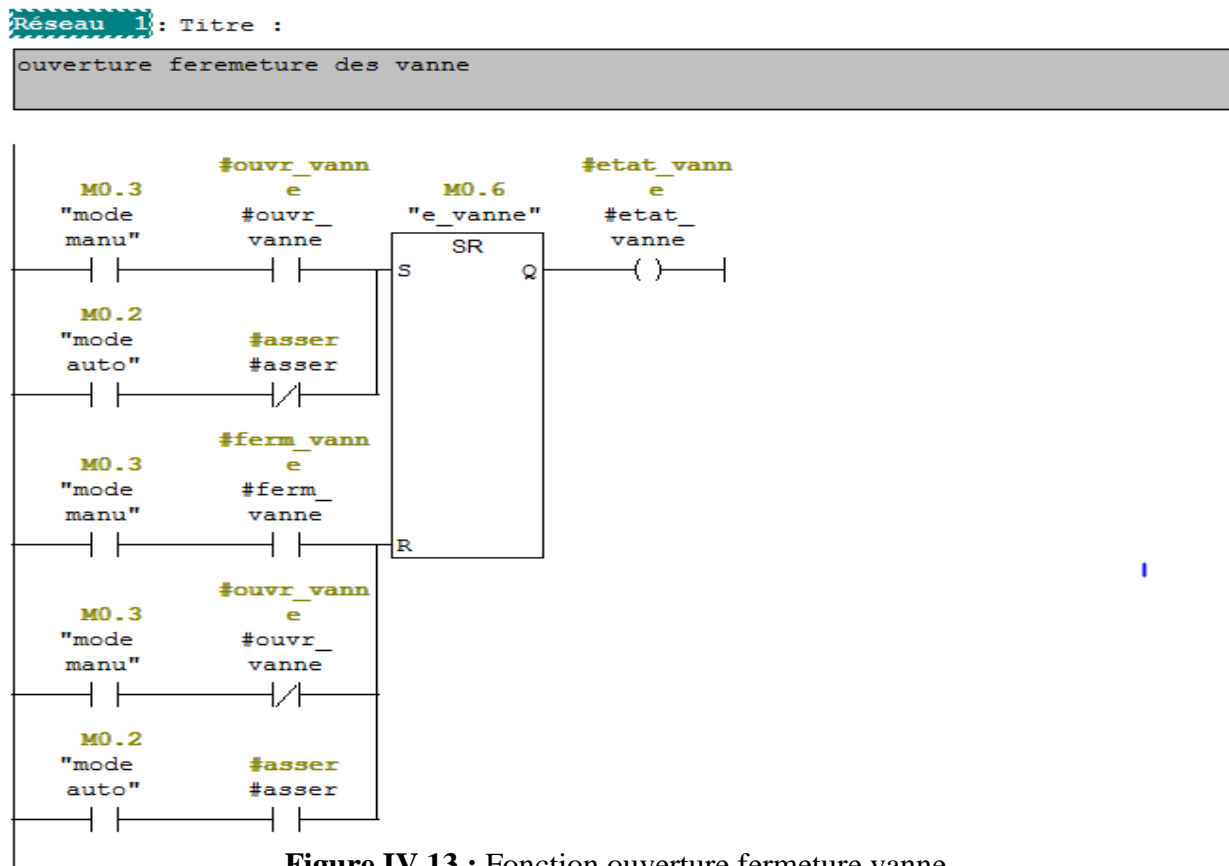 Réseau 1 : Titre :
ouverture feremeture des vanne
#ouvr_vann
e
#etat_vann
e
M0.3
"mode
manu"
#ouvr_
vanne
M0.6
"e_vanne"
#etat_
vanne
SR
S
Q
( )
M0.2
"mode
auto"
#asser
#asser
#ferm_vann
e
M0.3
"mode
manu"
#ferm_
vanne
R
#ouvr_vann
e
M0.3
"mode
manu"
#ouvr_
vanne
M0.2
"mode
auto"
#asser
#asser
Figure IV.13 : Fonction ouverture fermeture vanne